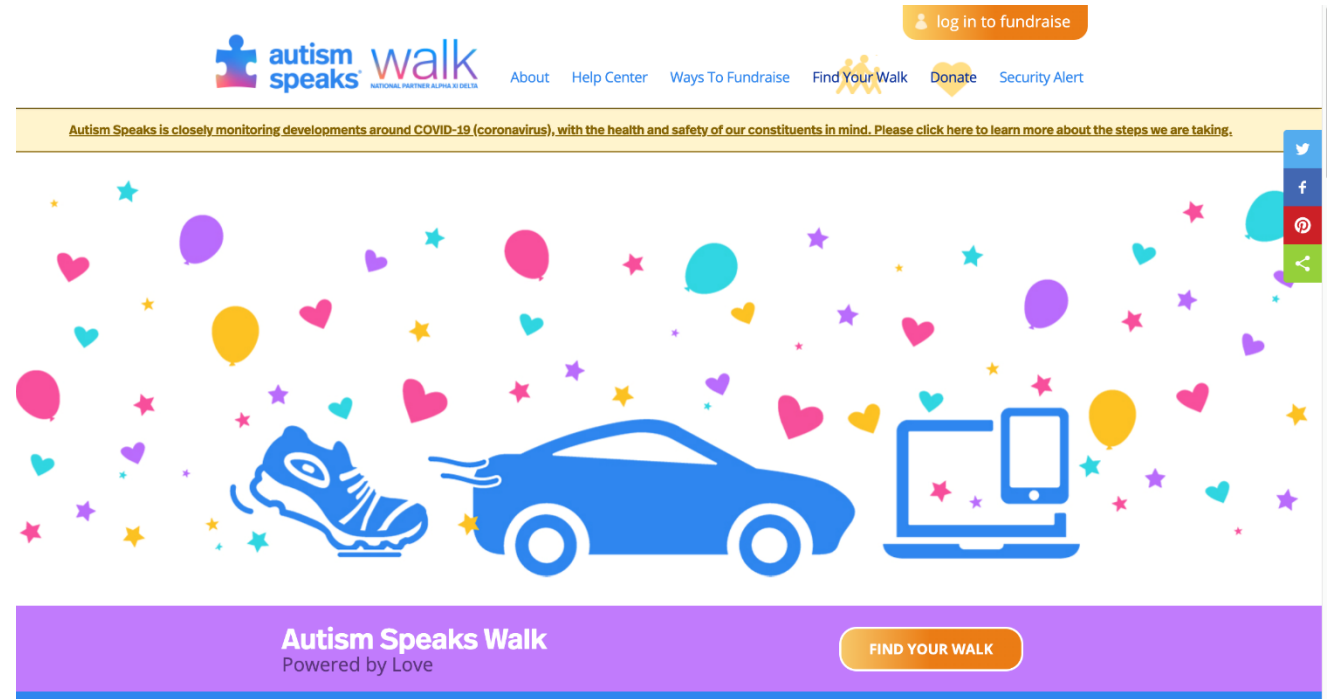 log in to fundraise
autism speaks® walk
NATIONAL PARTNER ALPHA XI DELTA
About Help Center Ways To Fundraise Find Your Walk Donate Security Alert
Autism Speaks is closely monitoring developments around COVID-19 (coronavirus), with the health and safety of our constituents in mind. Please click here to learn more about the steps we are taking.
Autism Speaks Walk
Powered by Love
FIND YOUR WALK